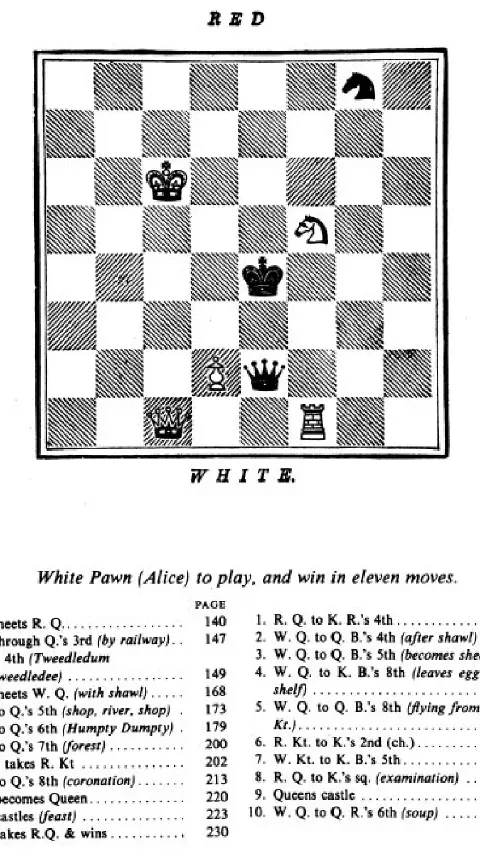 RED
WHITE.
White Pawn (Alice) to play, and win in eleven moves.
PAGE
meets R. Q. 140
through Q.'s 3rd (by railway) 147
4th (Tweedledum
Tweedledee) 149
meets W. Q. (with shawl) 168
to Q.'s 5th (shop, river, shop) 173
to Q.'s 6th (Humpty Dumpty) 179
to Q.'s 7th (forest) 200
takes R. Kt 202
to Q.'s 8th (coronation) 213
becomes Queen 220
castles (feast) 223
takes R.Q. & wins 230
1. R. Q. to K. R.'s 4th
2. W. Q. to Q. B.'s 4th (after shawl)
3. W. Q. to Q. B.'s 5th (becomes shee
4. W. Q. to K. B.'s 8th (leaves egg
shelf)
5. W. Q. to Q. B.'s 8th (flying from
Kt.)
6. R. Kt. to K.'s 2nd (ch.)
7. W. Kt. to K. B.'s 5th
8. R. Q. to K.'s sq. (examination)
9. Queens castle
10. W. Q. to Q. R.'s 6th (soup)